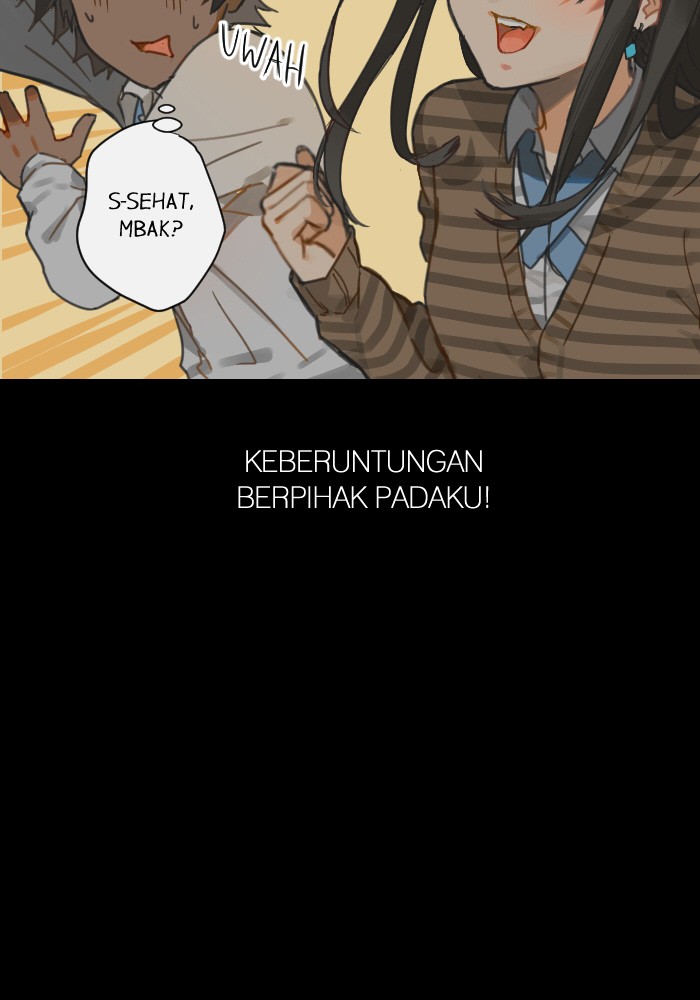 UWAH
S-SEHAT,
MBAK?
KEBERUNTUNGAN
BERPIHAK PADAKU!